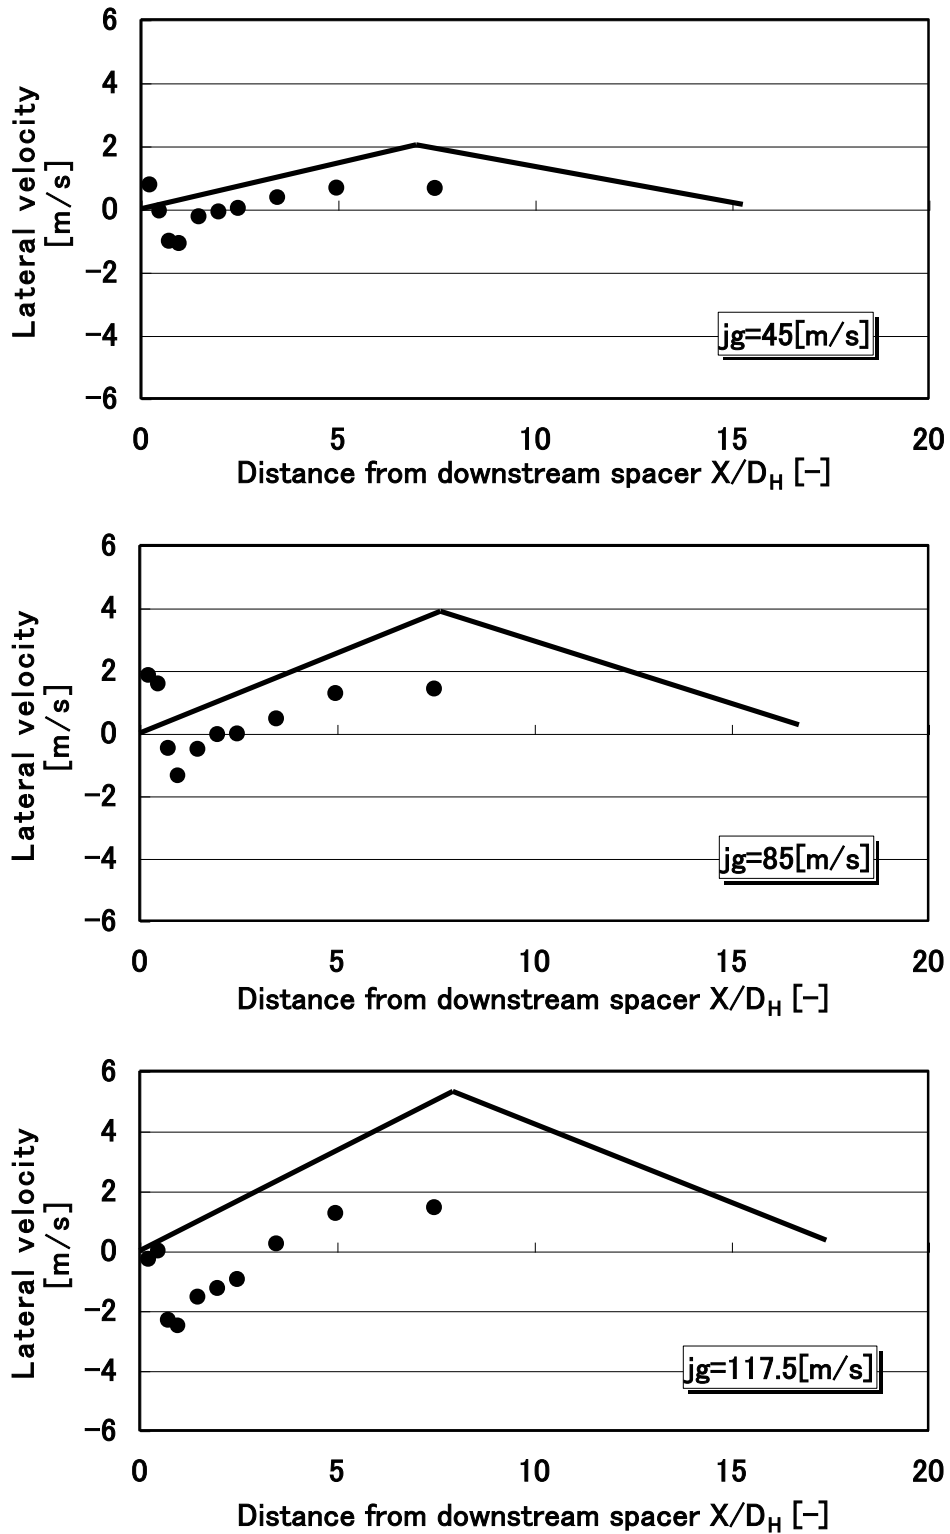 6
4
2
0
−2
−4
−6
Lateral velocity
[m/s]
jg=45[m/s]
0 5 10 15 20
Distance from downstream spacer X/D_H [−]
6
4
2
0
−2
−4
−6
Lateral velocity
[m/s]
jg=85[m/s]
0 5 10 15 20
Distance from downstream spacer X/D_H [−]
6
4
2
0
−2
−4
−6
Lateral velocity
[m/s]
jg=117.5[m/s]
0 5 10 15 20
Distance from downstream spacer X/D_H [−]